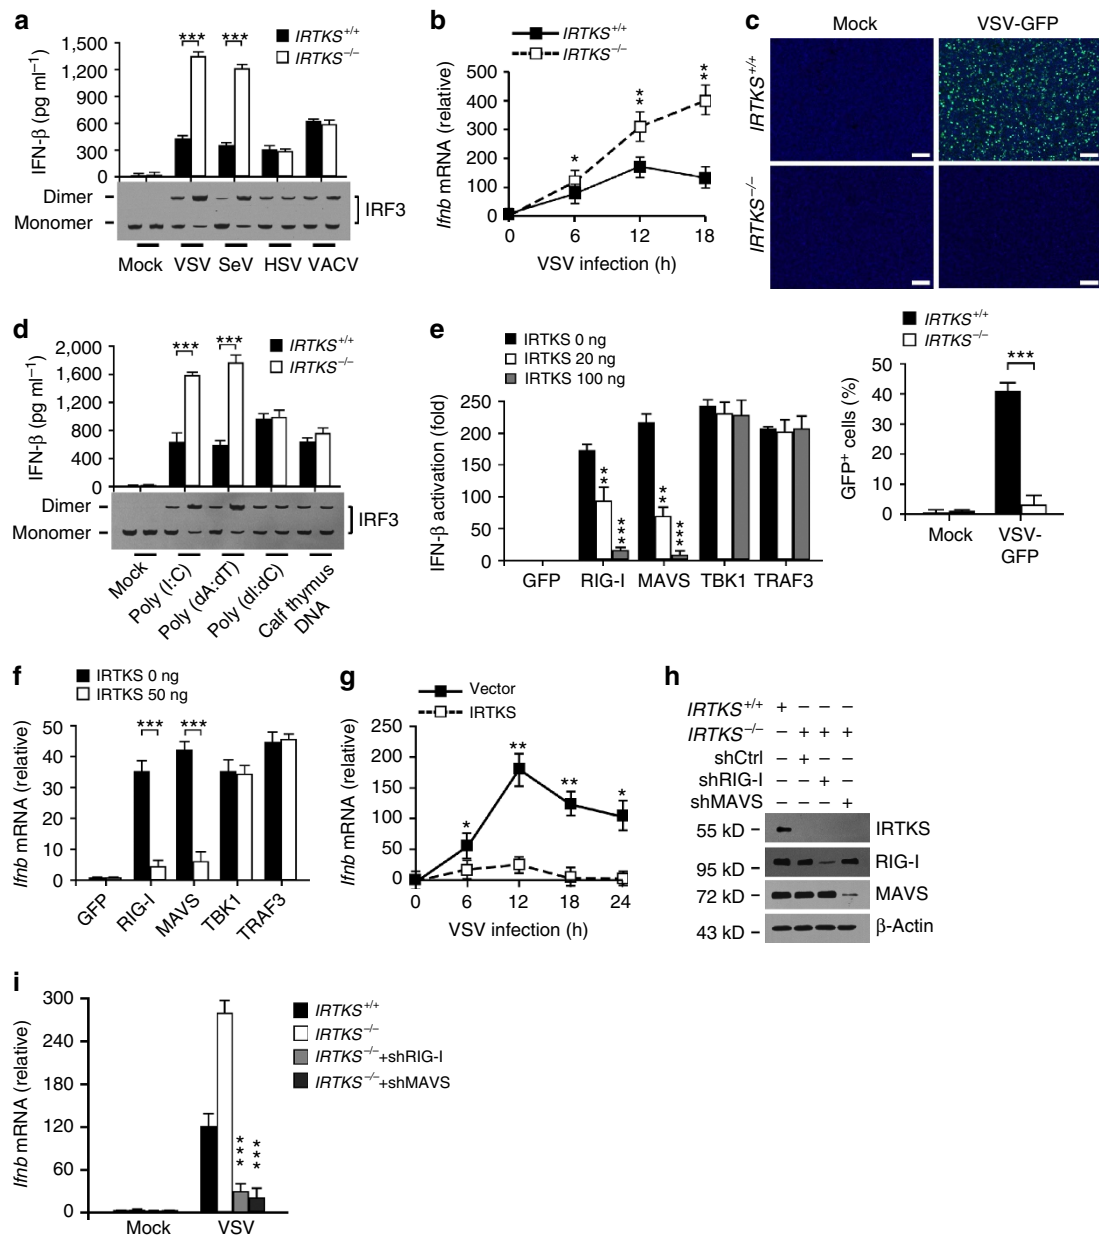 a
IRTKS+/+
IRTKS−/−
IFN-β (pg ml−1)
1,500
1,200
900
600
300
0
*** ***
Dimer
Monomer
IRF3
Mock VSV SeV HSV VACV
b
IRTKS+/+
IRTKS−/−
Ifnb mRNA (relative)
500
400
300
200
100
0
* ** **
0 6 12 18
VSV infection (h)
c
Mock VSV-GFP
IRTKS+/+
IRTKS−/−
IRTKS+/+
IRTKS−/−
GFP+ cells (%)
50
40
30
20
10
0
***
Mock VSV-GFP
d
IRTKS+/+
IRTKS−/−
IFN-β (pg ml−1)
2,000
1,600
1,200
800
400
0
*** ***
Dimer
Monomer
IRF3
Mock
Poly (I:C)
Poly (dA:dT)
Poly (dI:dC)
Calf thymus DNA
e
IRTKS 0 ng
IRTKS 20 ng
IRTKS 100 ng
IFN-β activation (fold)
250
200
150
100
50
0
** *** ** ***
GFP RIG-I MAVS TBK1 TRAF3
f
IRTKS 0 ng
IRTKS 50 ng
Ifnb mRNA (relative)
50
40
30
20
10
0
*** ***
GFP RIG-I MAVS TBK1 TRAF3
g
Vector
IRTKS
Ifnb mRNA (relative)
250
200
150
100
50
0
* ** ** *
0 6 12 18 24
VSV infection (h)
h
IRTKS+/+ + − − −
IRTKS−/− − + + +
shCtrl − + − −
shRIG-I − − + −
shMAVS − − − +
55 kD IRTKS
95 kD RIG-I
72 kD MAVS
43 kD β-Actin
i
IRTKS+/+
IRTKS−/−
IRTKS−/−+shRIG-I
IRTKS−/−+shMAVS
Ifnb mRNA (relative)
300
240
180
120
60
0
*** ***
Mock VSV